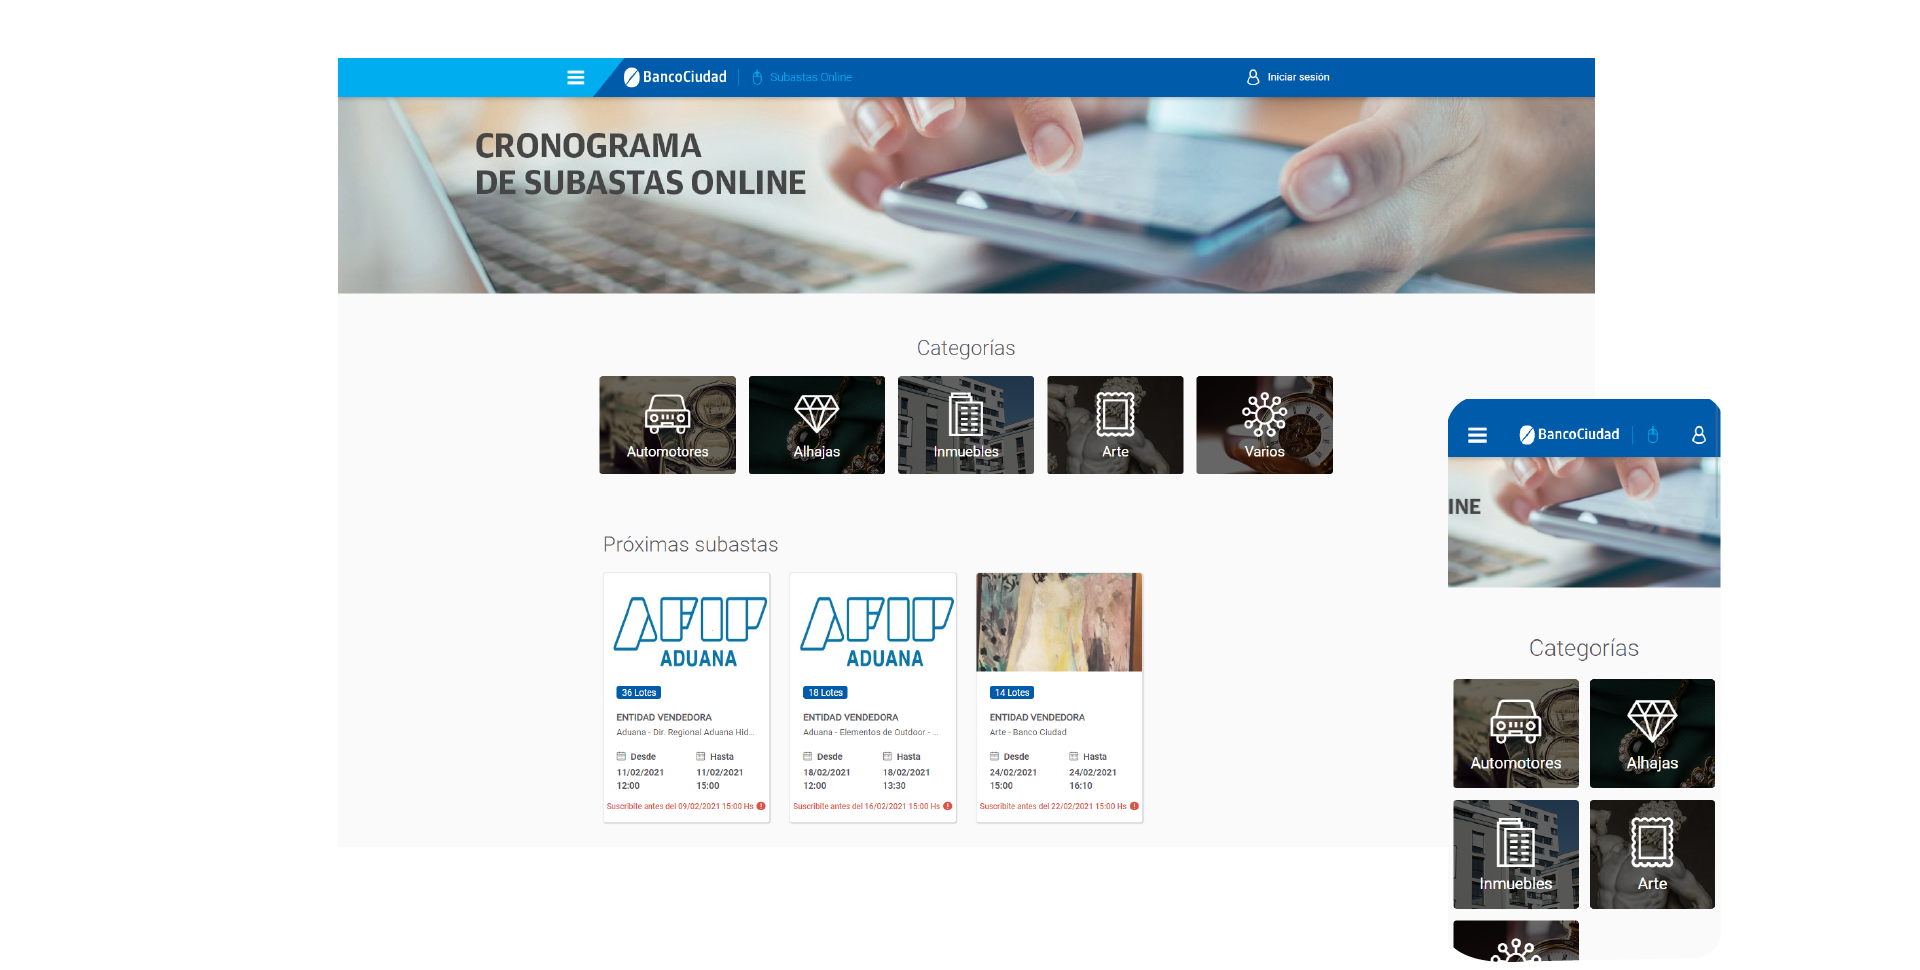 BancoCiudad
Subastas Online
Iniciar sesión
CRONOGRAMA
DE SUBASTAS ONLINE
Categorías
Automotores
Alhajas
Inmuebles
Arte
Varios
Próximas subastas
AFIP
ADUANA
36 Lotes
ENTIDAD VENDEDORA
Aduana - Dir. Regional Aduana Hid...
Desde Hasta
11/02/2021 11/02/2021
12:00 15:00
Suscribite antes del 09/02/2021 15:00 Hs
AFIP
ADUANA
18 Lotes
ENTIDAD VENDEDORA
Aduana - Elementos de Outdoor - ...
Desde Hasta
18/02/2021 18/02/2021
12:00 13:30
Suscribite antes del 16/02/2021 15:00 Hs
14 Lotes
ENTIDAD VENDEDORA
Arte - Banco Ciudad
Desde Hasta
24/02/2021 24/02/2021
15:00 16:10
Suscribite antes del 22/02/2021 15:00 Hs
BancoCiudad
INE
Categorías
Automotores
Alhajas
Inmuebles
Arte